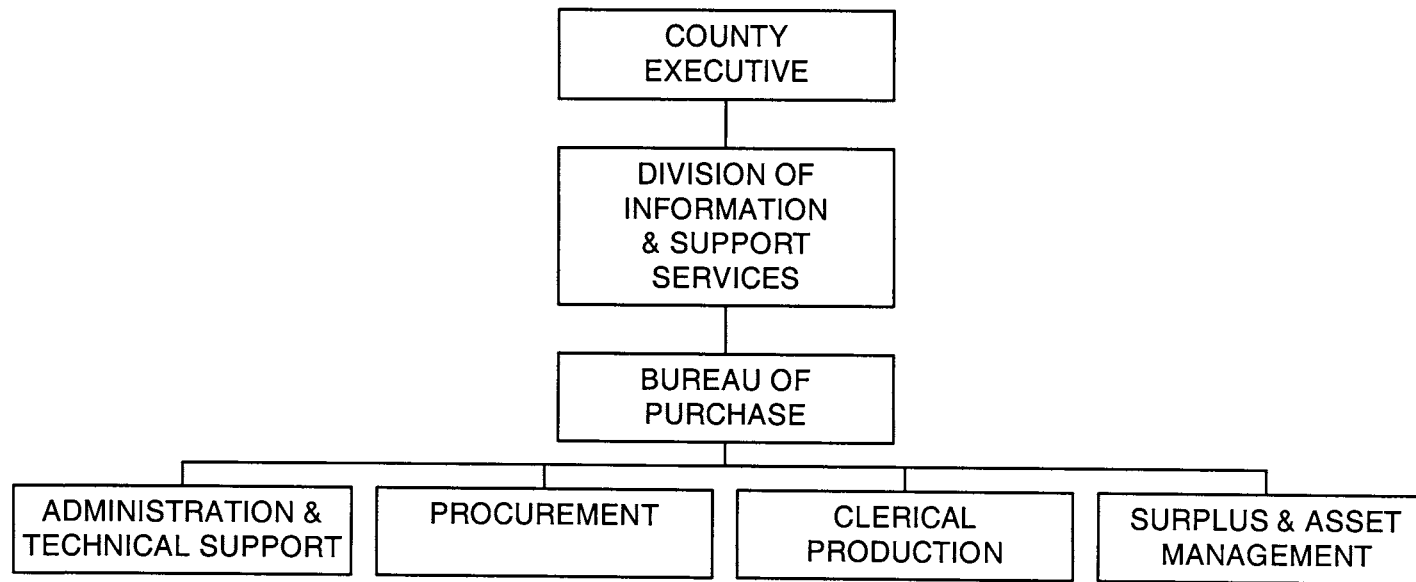 COUNTY
EXECUTIVE
DIVISION OF
INFORMATION
& SUPPORT
SERVICES
BUREAU OF
PURCHASE
ADMINISTRATION &
TECHNICAL SUPPORT
PROCUREMENT
CLERICAL
PRODUCTION
SURPLUS & ASSET
MANAGEMENT